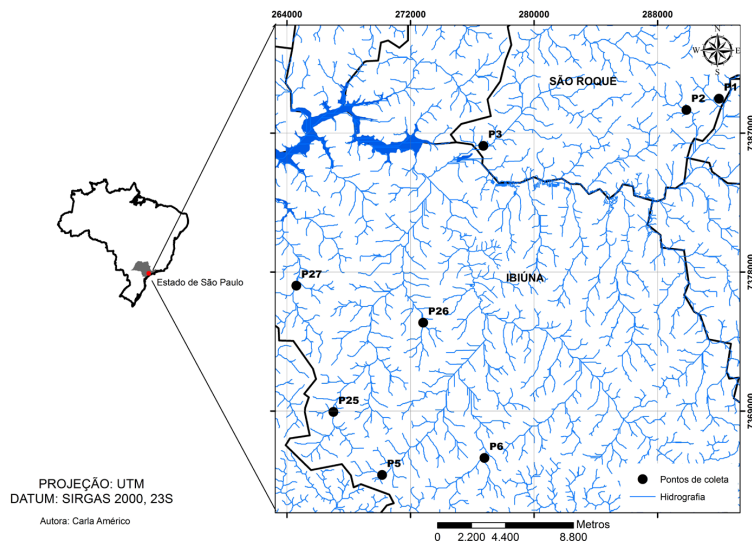 264000 272000 280000 288000
N
W E
S
SÃO ROQUE
P1
P2
7387000
P3
Estado de São Paulo
P27
IBIÚNA
7378000
P26
P25
7369000
P6
P5
PROJEÇÃO: UTM
DATUM: SIRGAS 2000, 23S
Autora: Carla Américo
Pontos de coleta
Hidrografia
Metros
0 2.200 4.400 8.800